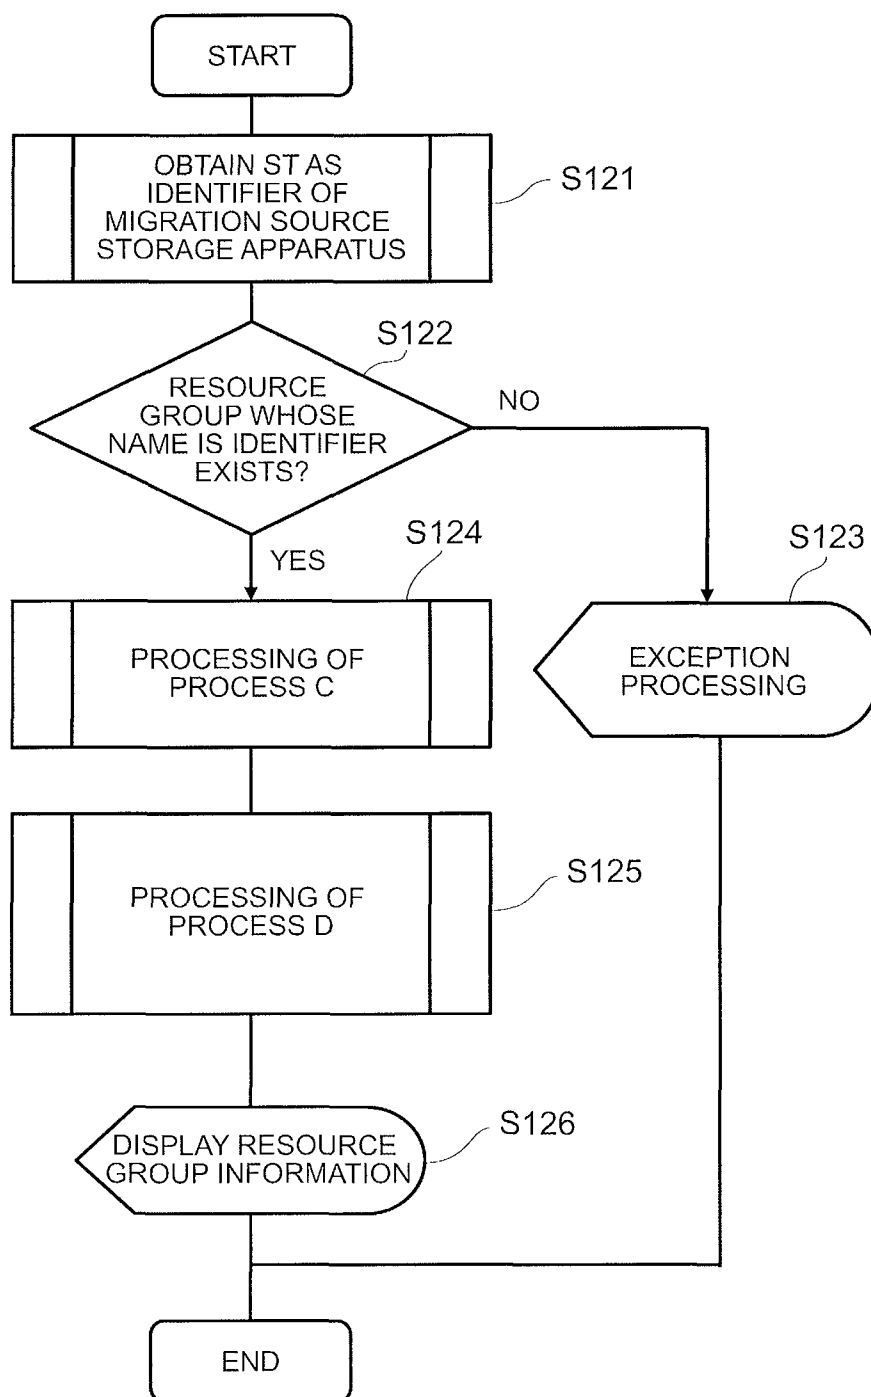 START
OBTAIN ST AS
IDENTIFIER OF
MIGRATION SOURCE
STORAGE APPARATUS
S121
S122
RESOURCE
GROUP WHOSE
NAME IS IDENTIFIER
EXISTS?
NO
YES
S124
S123
PROCESSING OF
PROCESS C
EXCEPTION
PROCESSING
S125
PROCESSING OF
PROCESS D
S126
DISPLAY RESOURCE
GROUP INFORMATION
END